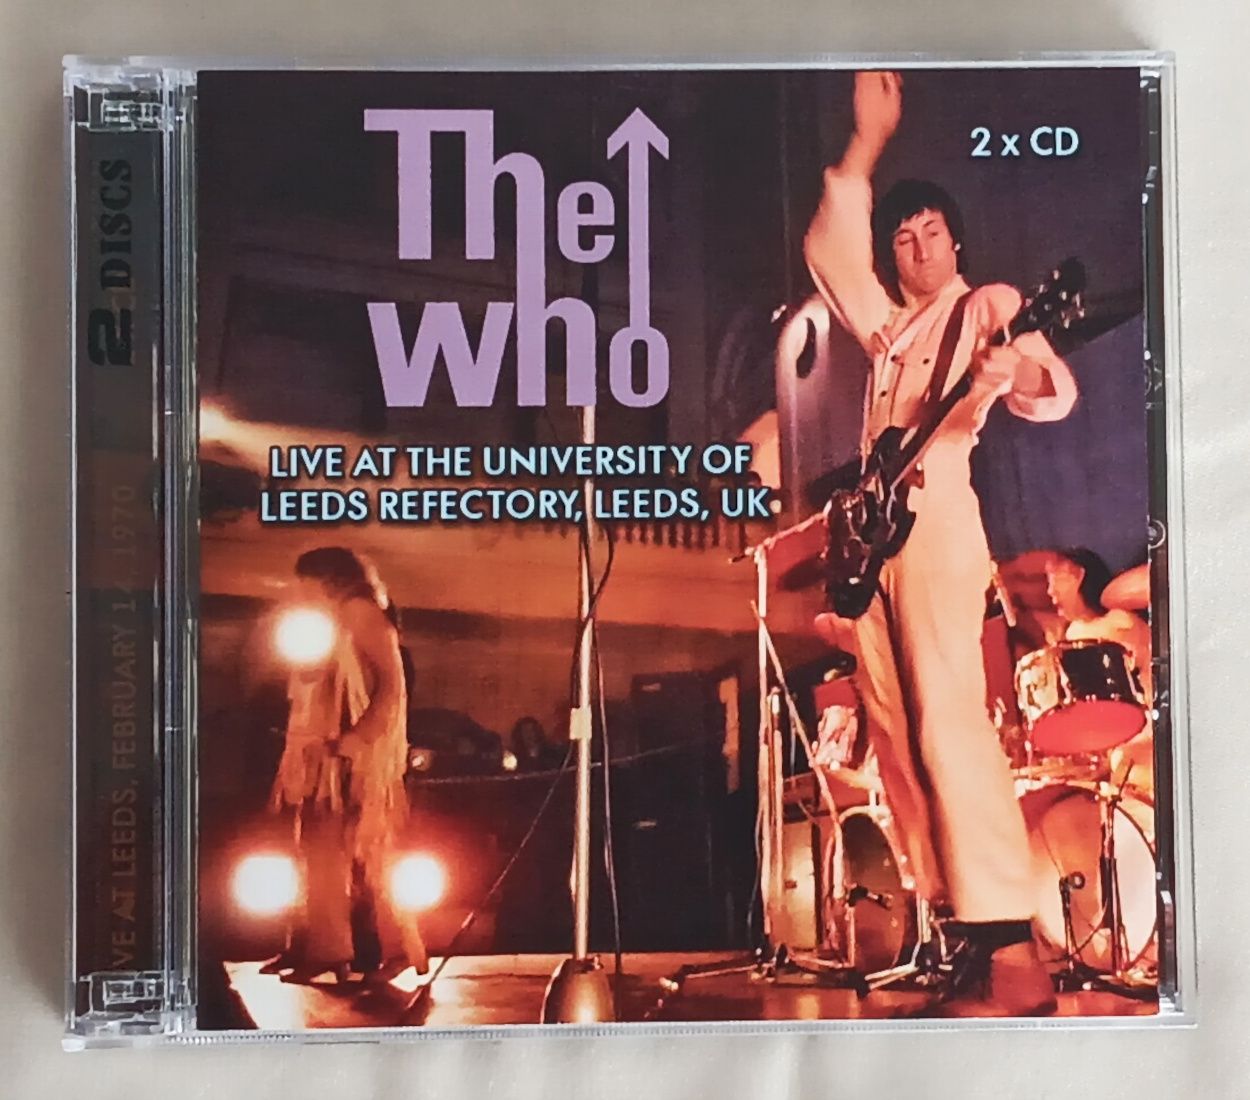 The
who
2 x CD
LIVE AT THE UNIVERSITY OF
LEEDS REFECTORY, LEEDS, UK
2 DISCS
VE AT LEEDS, FEBRUARY 14, 1970